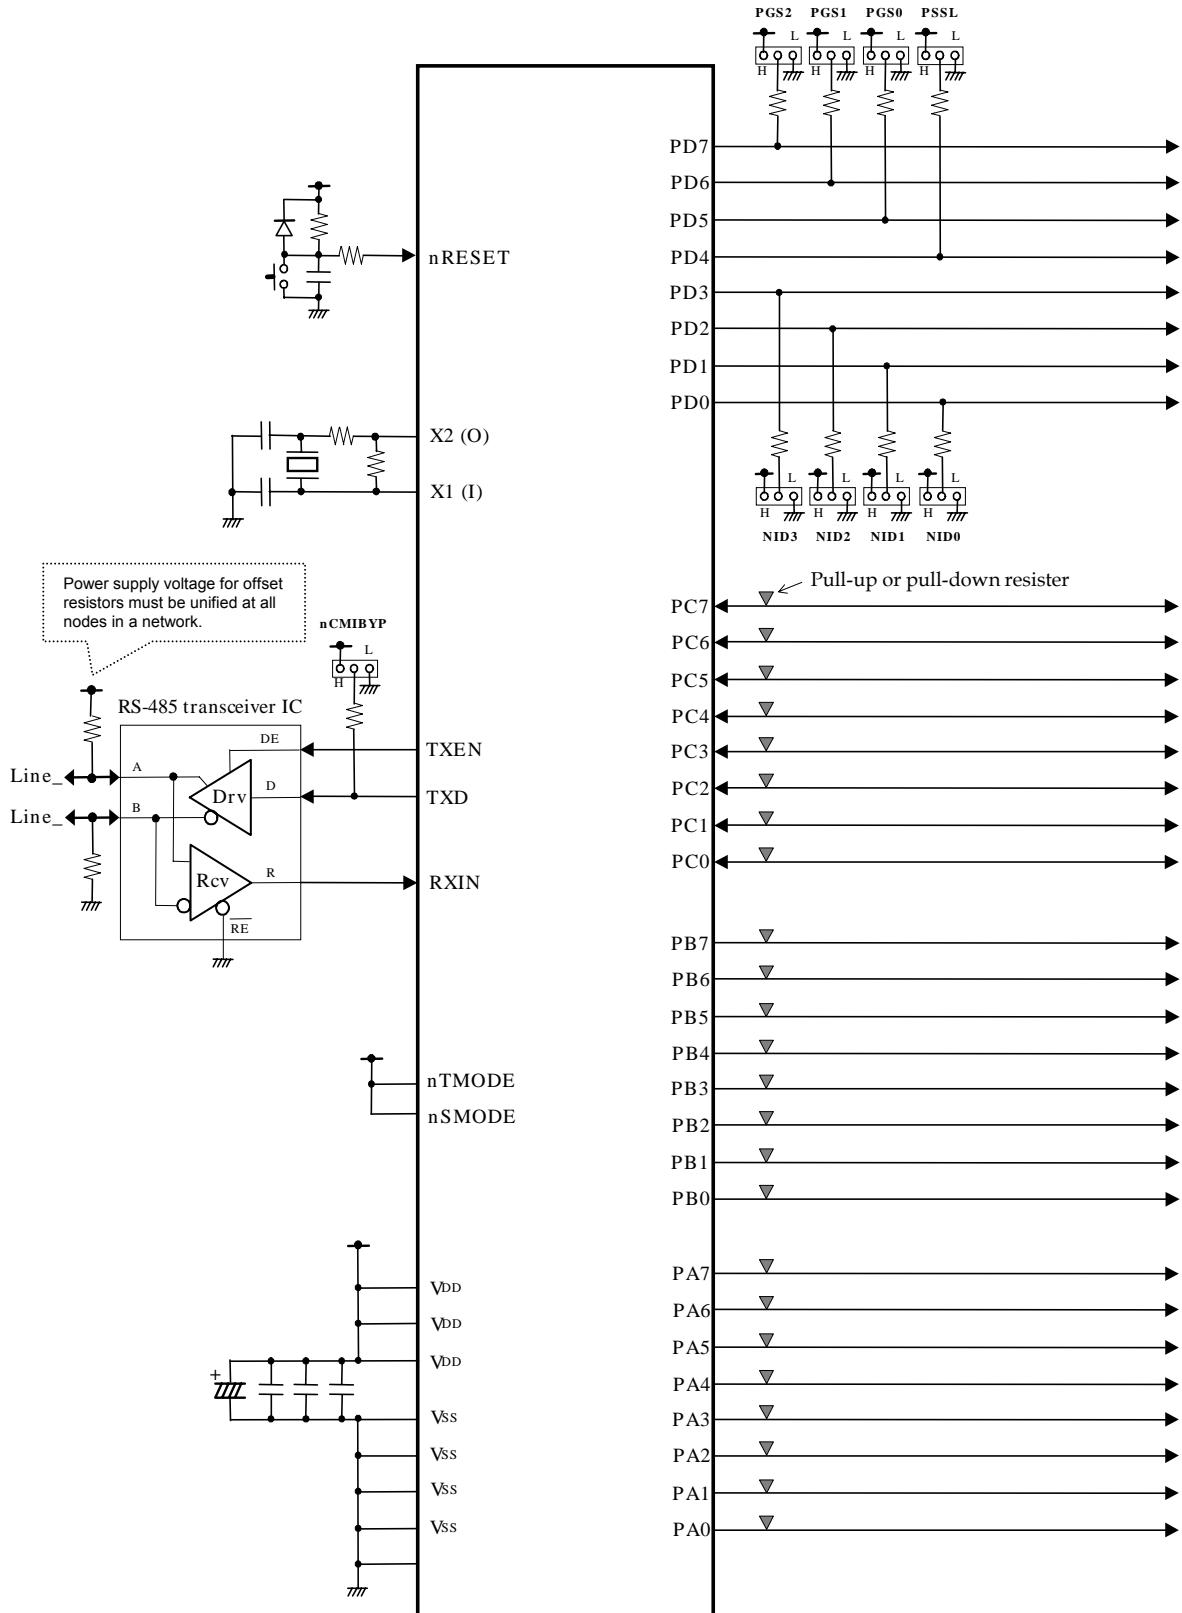 PGS2 PGS1 PGS0 PSSL
L L L L
H H H H
PD7
PD6
PD5
PD4
PD3
PD2
PD1
PD0
L L L L
H H H H
NID3 NID2 NID1 NID0
nRESET
X2 (O)
X1 (I)
Power supply voltage for offset
resistors must be unified at all
nodes in a network.
nCMIBYP
L
H
RS-485 transceiver IC
DE
TXEN
Line_
A
Drv
D
TXD
Line_
B
Rcv
R
RXIN
RE
nTMODE
nSMODE
VDD
VDD
VDD
+
VSS
VSS
VSS
VSS
Pull-up or pull-down resister
PC7
PC6
PC5
PC4
PC3
PC2
PC1
PC0
PB7
PB6
PB5
PB4
PB3
PB2
PB1
PB0
PA7
PA6
PA5
PA4
PA3
PA2
PA1
PA0